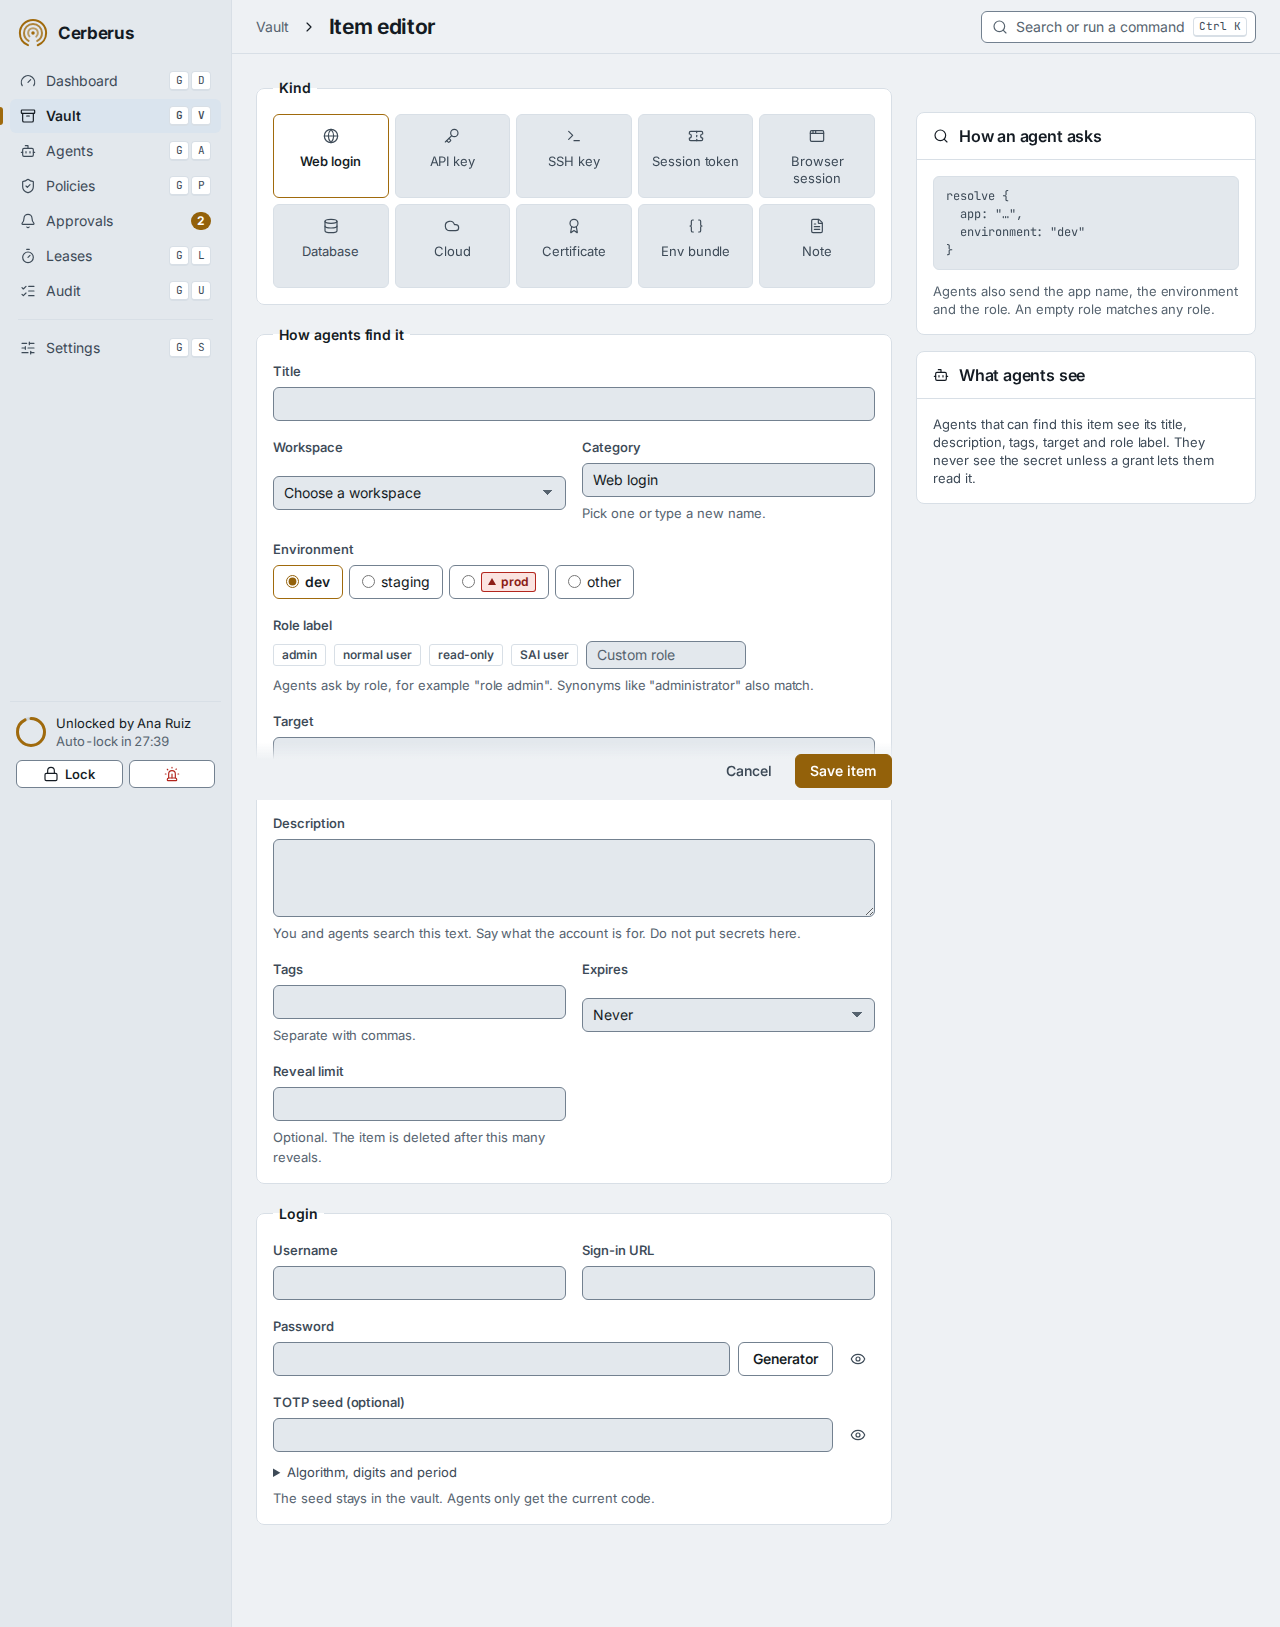 Cerberus
Dashboard G D
Vault G V
Agents G A
Policies G P
Approvals 2
Leases G L
Audit G U
Settings G S
Unlocked by Ana Ruiz
Auto-lock in 27:39
Lock
Vault > Item editor
Search or run a command Ctrl K
Kind
Web login
API key
SSH key
Session token
Browser
session
Database
Cloud
Certificate
Env bundle
Note
How agents find it
Title
Workspace
Choose a workspace
Category
Web login
Pick one or type a new name.
Environment
dev
staging
prod
other
Role label
admin
normal user
read-only
SAI user
Custom role
Agents ask by role, for example "role admin". Synonyms like "administrator" also match.
Target
Cancel
Save item
Description
You and agents search this text. Say what the account is for. Do not put secrets here.
Tags
Separate with commas.
Expires
Never
Reveal limit
Optional. The item is deleted after this many
reveals.
Login
Username
Sign-in URL
Password
Generator
TOTP seed (optional)
Algorithm, digits and period
The seed stays in the vault. Agents only get the current code.
How an agent asks
resolve {
  app: "…",
  environment: "dev"
}
Agents also send the app name, the environment
and the role. An empty role matches any role.
What agents see
Agents that can find this item see its title,
description, tags, target and role label. They
never see the secret unless a grant lets them
read it.